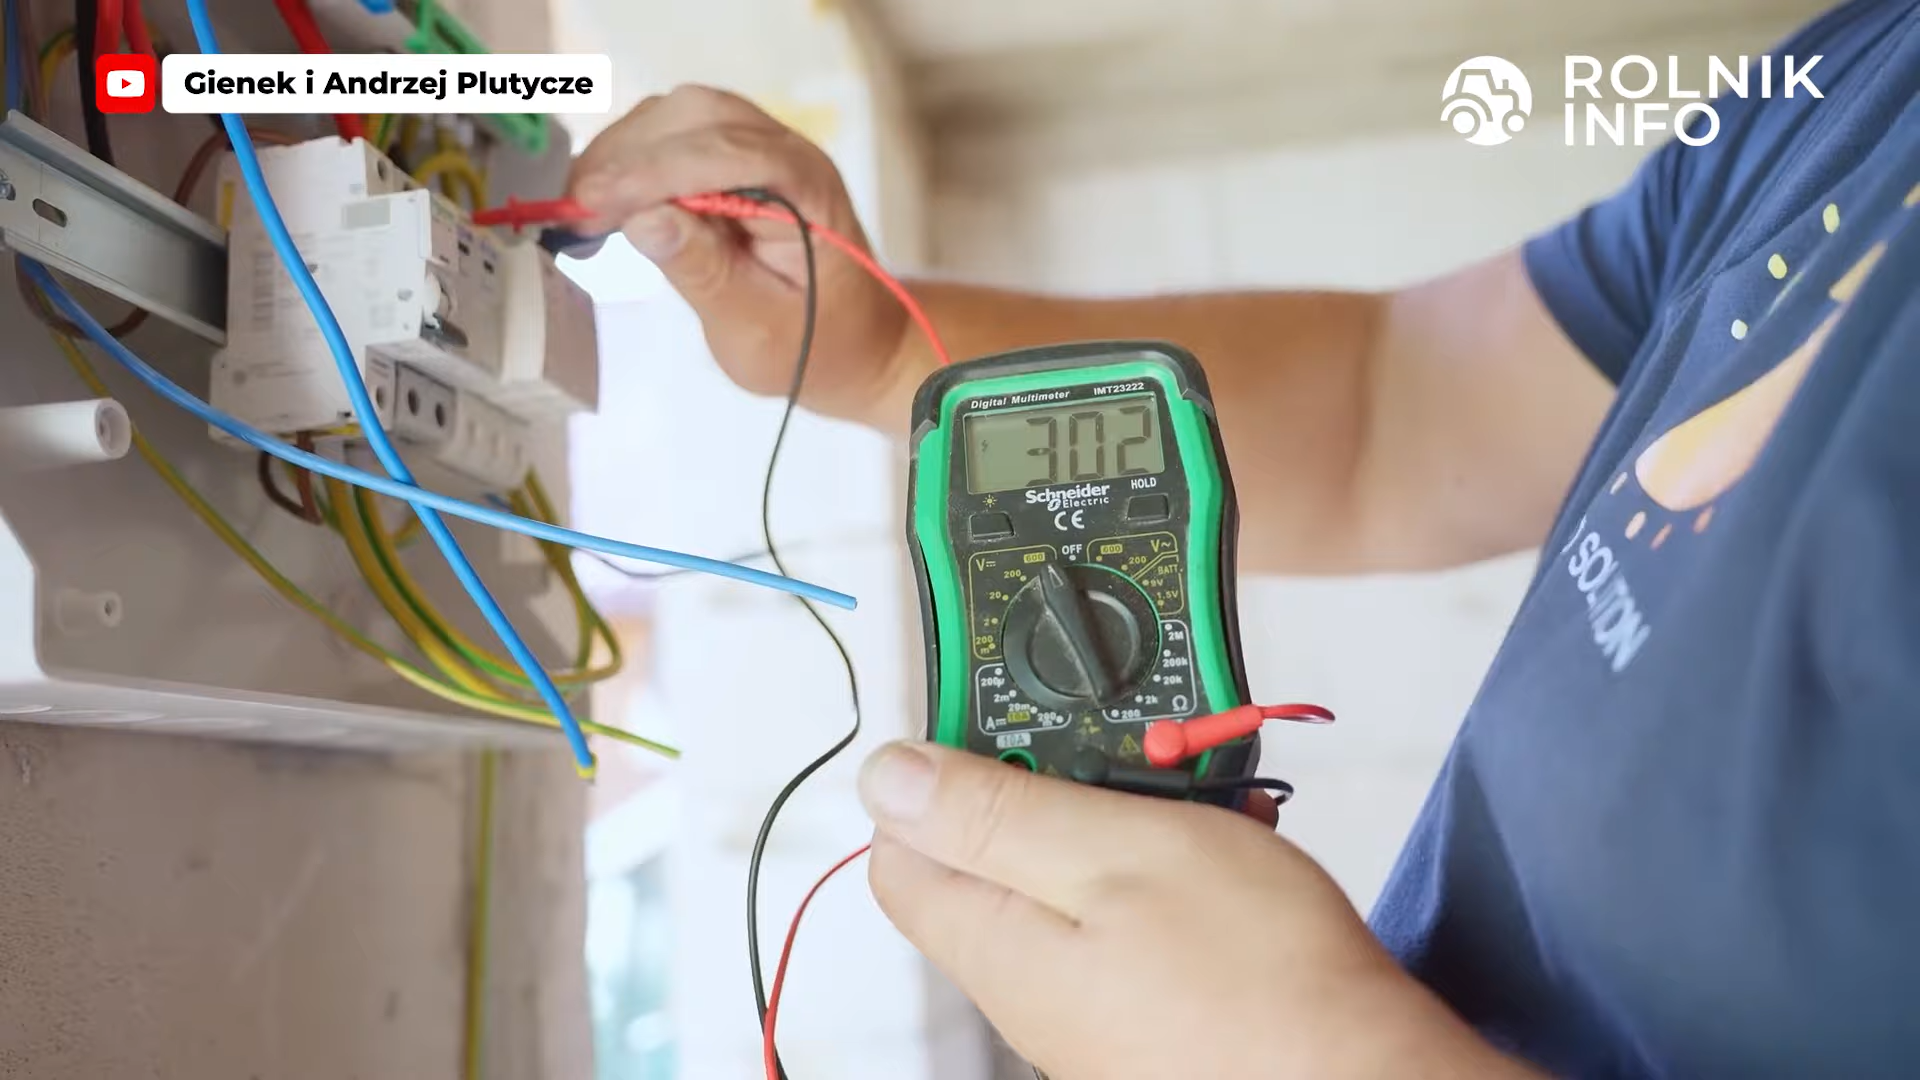 Gienek i Andrzej Plutycze
ROLNIK
INFO
Digital Multimeter IMT23222
302
HOLD
Schneider
Electric
CE
OFF
V
600
600
V~
200
200
BATT.
20
9V
2
1.5V
200
m
2M
200µ
200k
2m
20k
20m
2k
Ω
A
10A
200
m
200
10A
SOLUTION